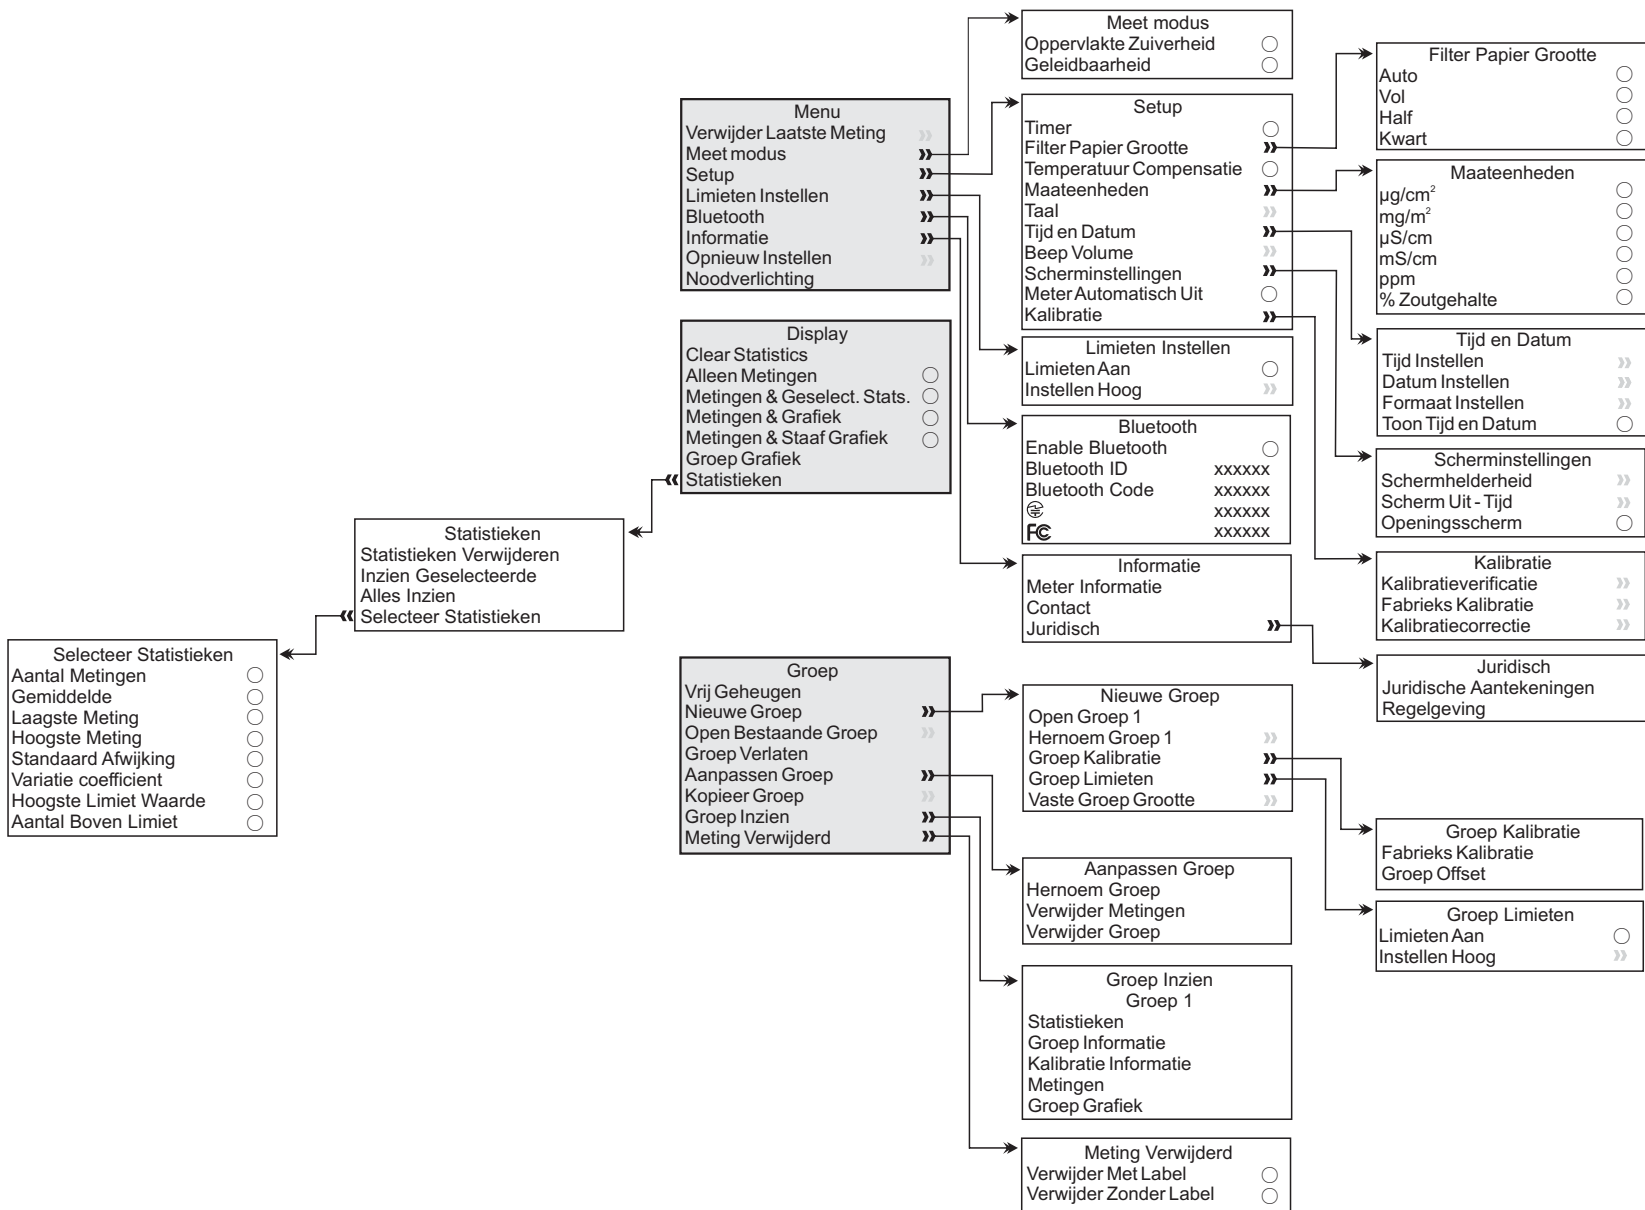 Meet modus
Oppervlakte Zuiverheid
Geleidbaarheid
Filter Papier Grootte
Auto
Vol
Half
Kwart
Menu
Verwijder Laatste Meting »
Meet modus »
Setup »
Limieten Instellen »
Bluetooth »
Informatie »
Opnieuw Instellen »
Noodverlichting
Setup
Timer
Filter Papier Grootte »
Temperatuur Compensatie
Maateenheden »
Taal »
Tijd en Datum »
Beep Volume »
Scherminstellingen »
Meter Automatisch Uit
Kalibratie »
Maateenheden
µg/cm²
mg/m²
µS/cm
mS/cm
ppm
% Zoutgehalte
Display
Clear Statistics
Alleen Metingen
Metingen & Geselect. Stats.
Metingen & Grafiek
Metingen & Staaf Grafiek
Groep Grafiek
« Statistieken
Limieten Instellen
Limieten Aan
Instellen Hoog »
Tijd en Datum
Tijd Instellen »
Datum Instellen »
Formaat Instellen »
Toon Tijd en Datum
Bluetooth
Enable Bluetooth
Bluetooth ID xxxxxx
Bluetooth Code xxxxxx
xxxxxx
FC xxxxxx
Scherminstellingen
Schermhelderheid »
Scherm Uit - Tijd »
Openingsscherm
Statistieken
Statistieken Verwijderen
Inzien Geselecteerde
Alles Inzien
« Selecteer Statistieken
Informatie
Meter Informatie
Contact
Juridisch »
Kalibratie
Kalibratieverificatie »
Fabrieks Kalibratie »
Kalibratiecorrectie »
Selecteer Statistieken
Aantal Metingen
Gemiddelde
Laagste Meting
Hoogste Meting
Standaard Afwijking
Variatie coefficient
Hoogste Limiet Waarde
Aantal Boven Limiet
Juridisch
Juridische Aantekeningen
Regelgeving
Groep
Vrij Geheugen
Nieuwe Groep »
Open Bestaande Groep »
Groep Verlaten
Aanpassen Groep »
Kopieer Groep »
Groep Inzien »
Meting Verwijderd »
Nieuwe Groep
Open Groep 1
Hernoem Groep 1 »
Groep Kalibratie »
Groep Limieten »
Vaste Groep Grootte »
Groep Kalibratie
Fabrieks Kalibratie
Groep Offset
Aanpassen Groep
Hernoem Groep
Verwijder Metingen
Verwijder Groep
Groep Limieten
Limieten Aan
Instellen Hoog »
Groep Inzien
Groep 1
Statistieken
Groep Informatie
Kalibratie Informatie
Metingen
Groep Grafiek
Meting Verwijderd
Verwijder Met Label
Verwijder Zonder Label